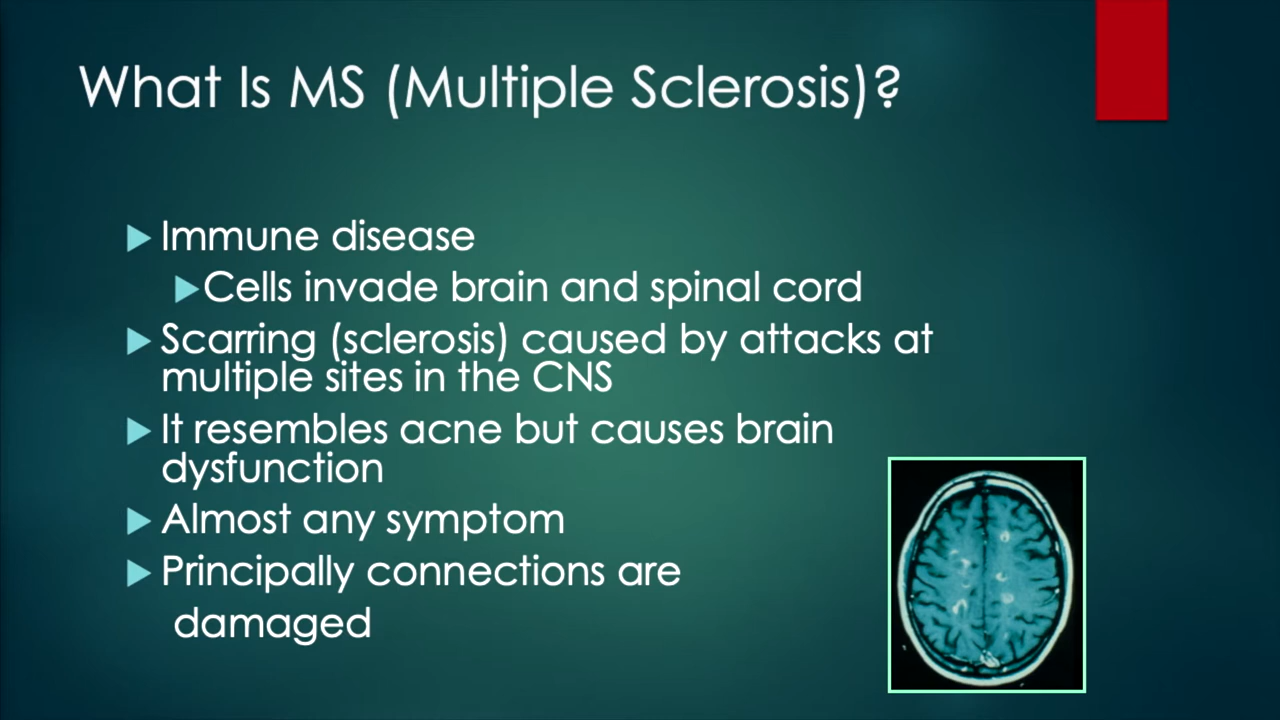 What Is MS (Multiple Sclerosis)?
Immune disease
Cells invade brain and spinal cord
Scarring (sclerosis) caused by attacks at
multiple sites in the CNS
It resembles acne but causes brain
dysfunction
Almost any symptom
Principally connections are
damaged